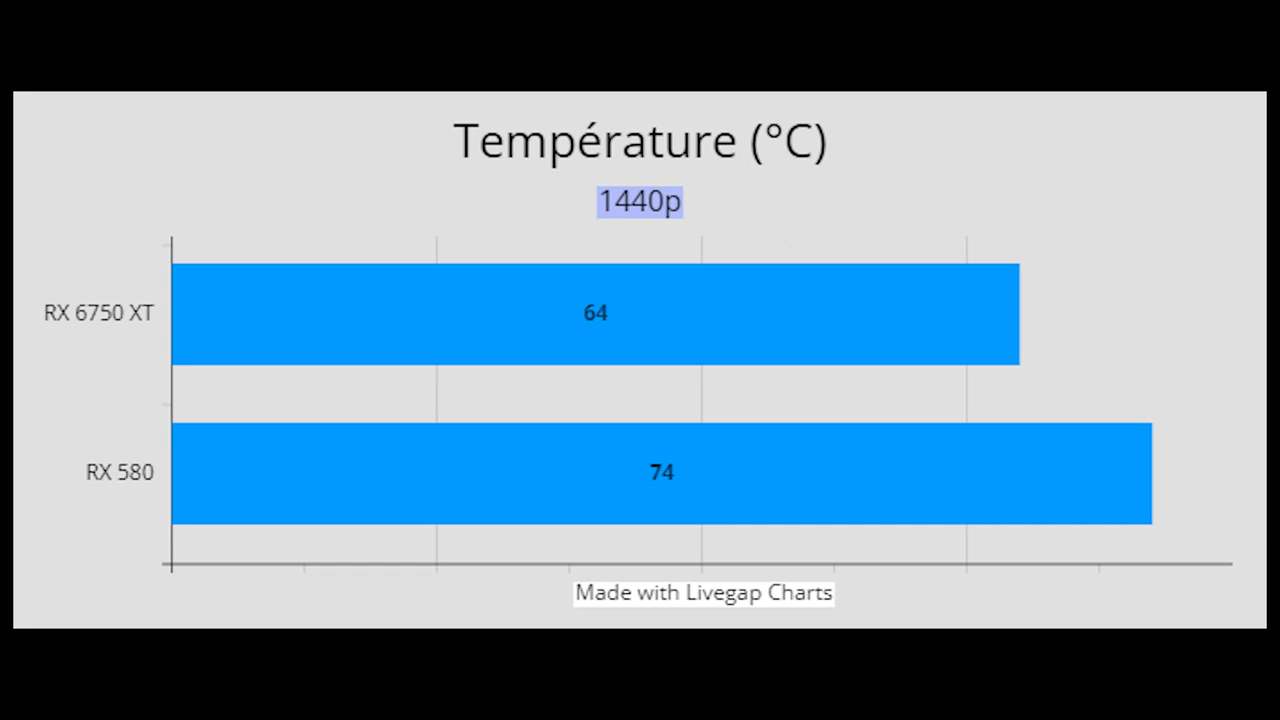 Température (°C)
1440p
RX 6750 XT
64
RX 580
74
Made with Livegap Charts